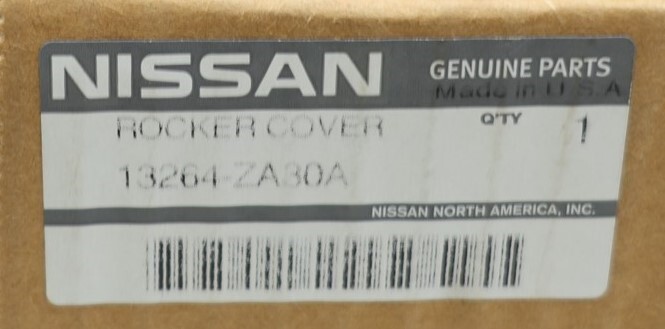 NISSAN GENUINE PARTS
Made in U.S.A
ROCKER COVER Q'TY 1
13264-ZA30A
NISSAN NORTH AMERICA, INC.